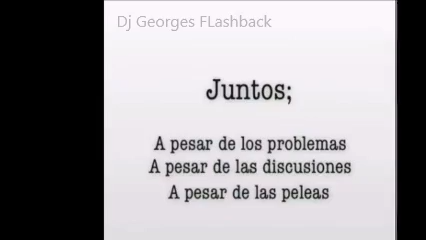 Dj Georges FLashback
Juntos;
A pesar de los problemas
A pesar de las discusiones
A pesar de las peleas